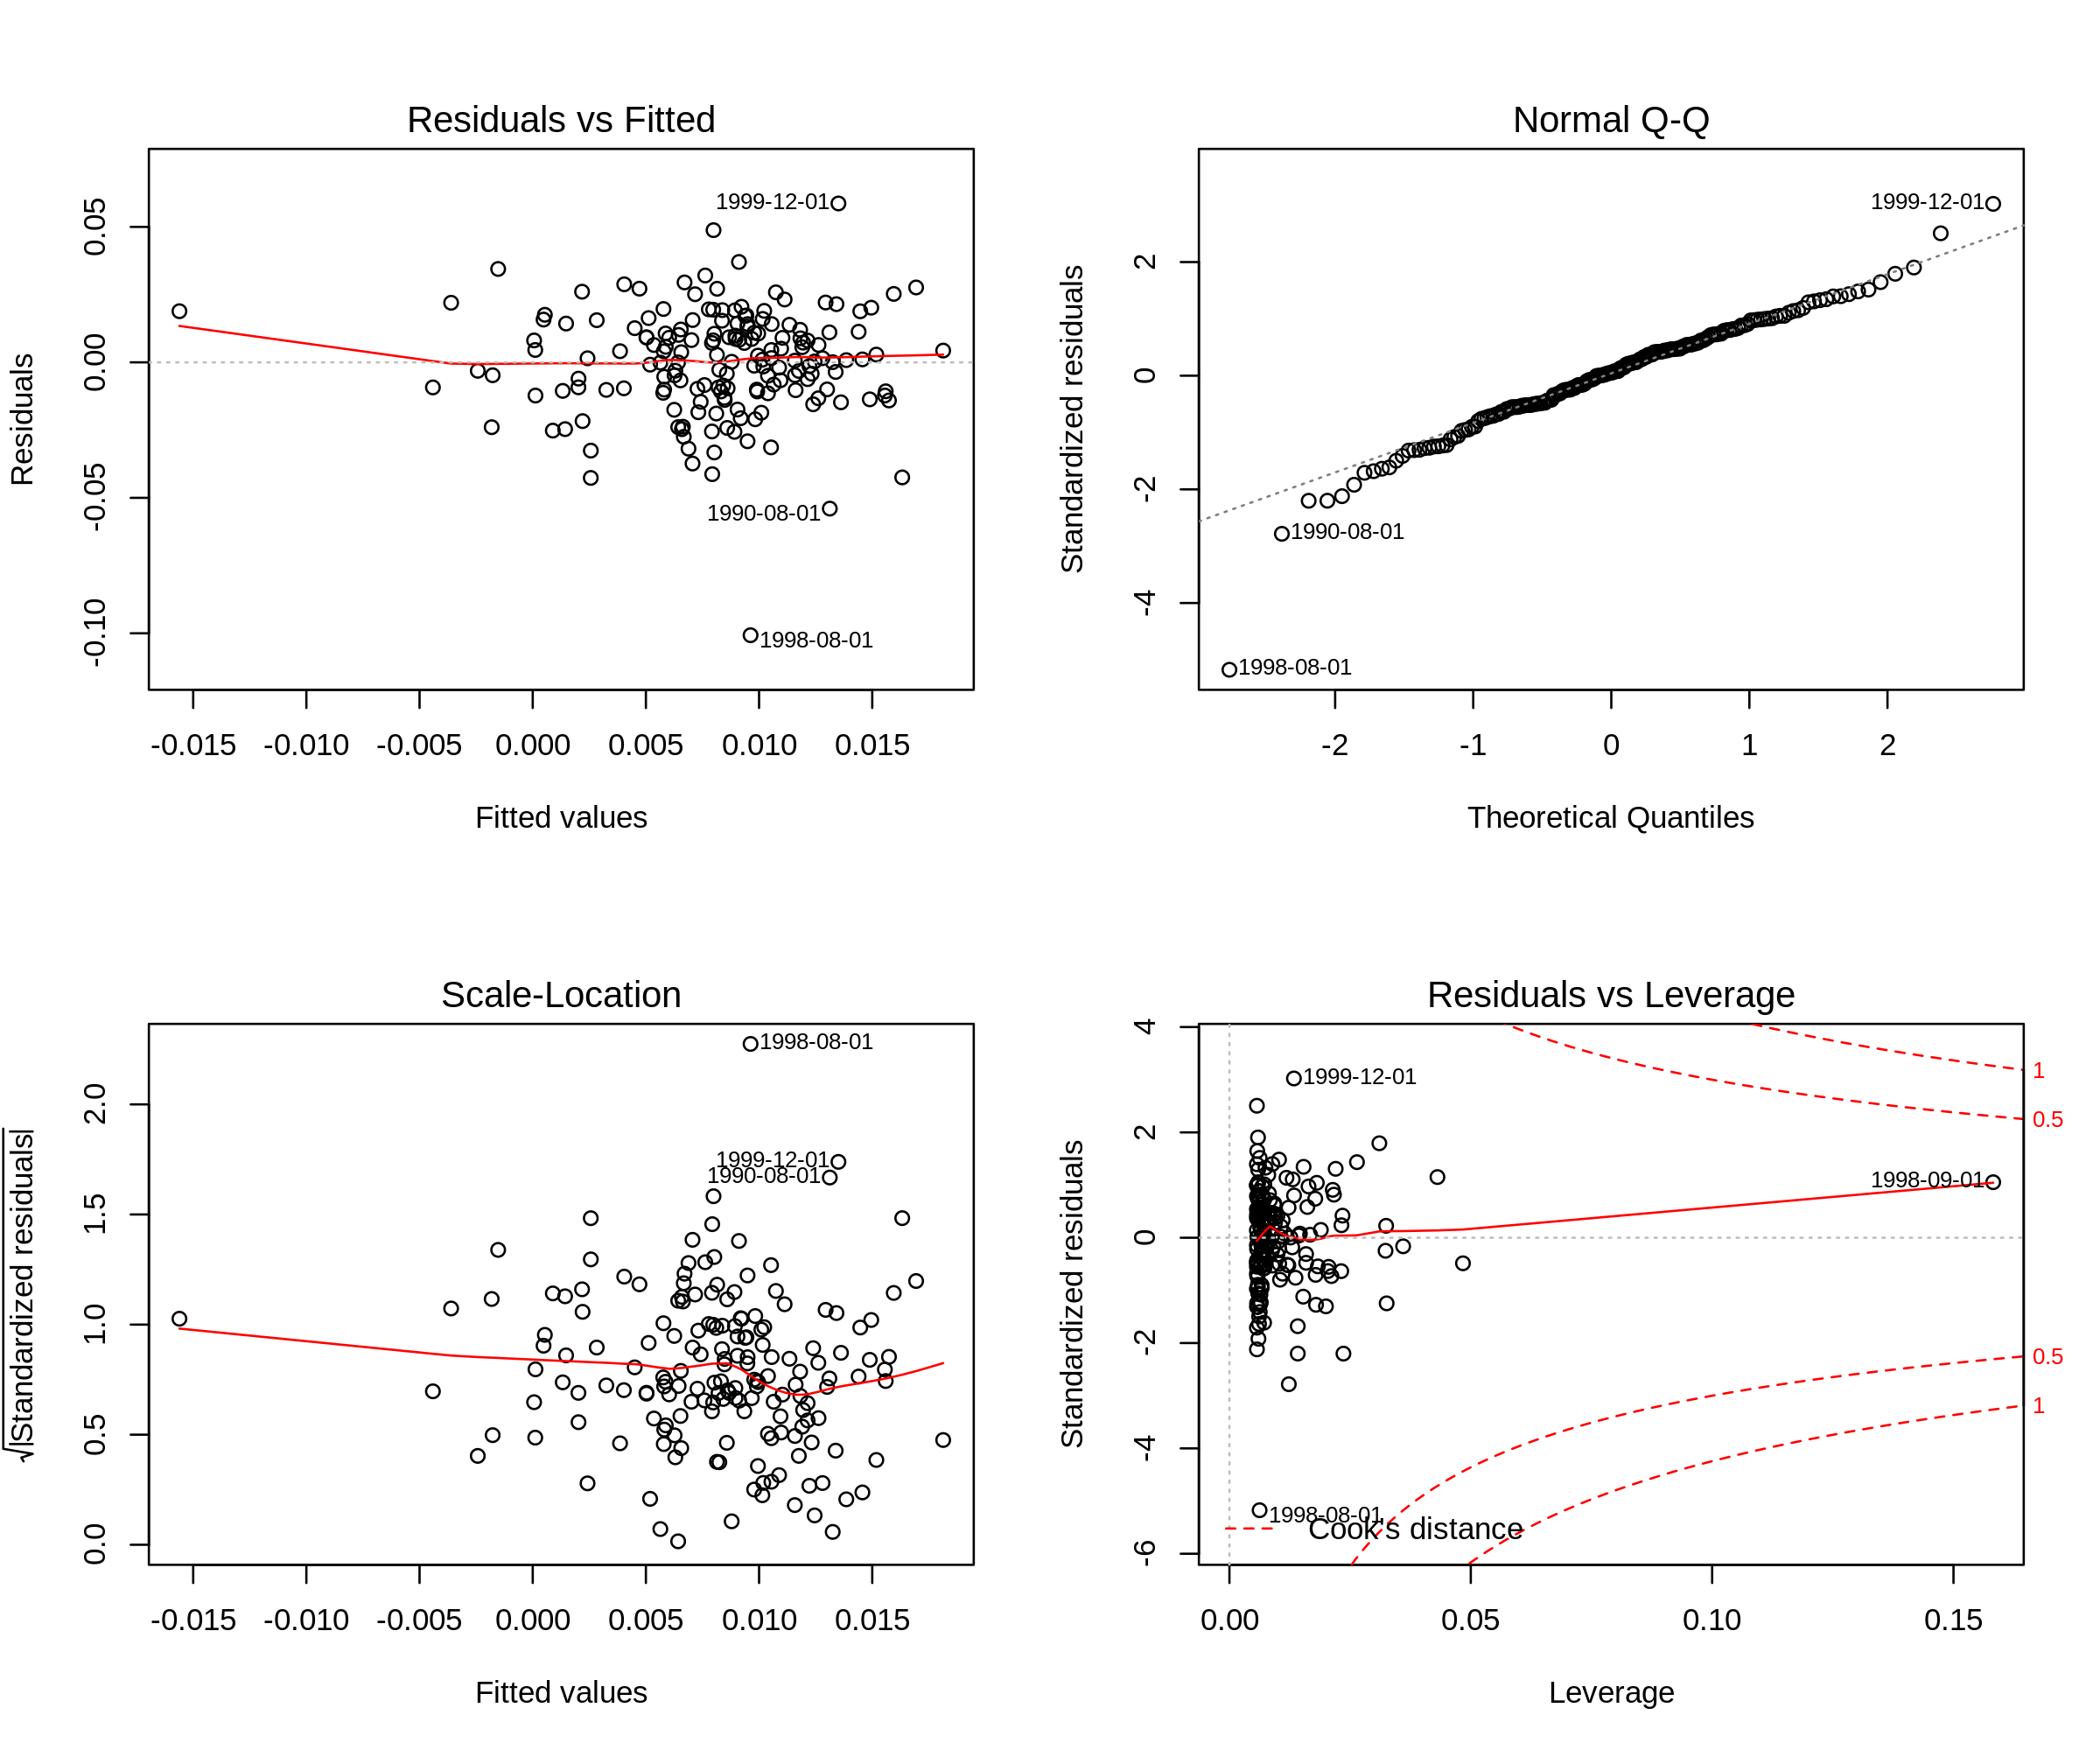 Residuals vs Fitted
Residuals
0.05
0.00
-0.05
-0.10
1999-12-01
1990-08-01
1998-08-01
-0.015 -0.010 -0.005 0.000 0.005 0.010 0.015
Fitted values
Normal Q-Q
Standardized residuals
2
0
-2
-4
1999-12-01
1990-08-01
1998-08-01
-2 -1 0 1 2
Theoretical Quantiles
Scale-Location
√|Standardized residuals|
2.0
1.5
1.0
0.5
0.0
1998-08-01
1999-12-01
1990-08-01
-0.015 -0.010 -0.005 0.000 0.005 0.010 0.015
Fitted values
Residuals vs Leverage
Standardized residuals
4
2
0
-2
-4
-6
1999-12-01
1998-09-01
1998-08-01
Cook's distance
1
0.5
0.5
1
0.00 0.05 0.10 0.15
Leverage